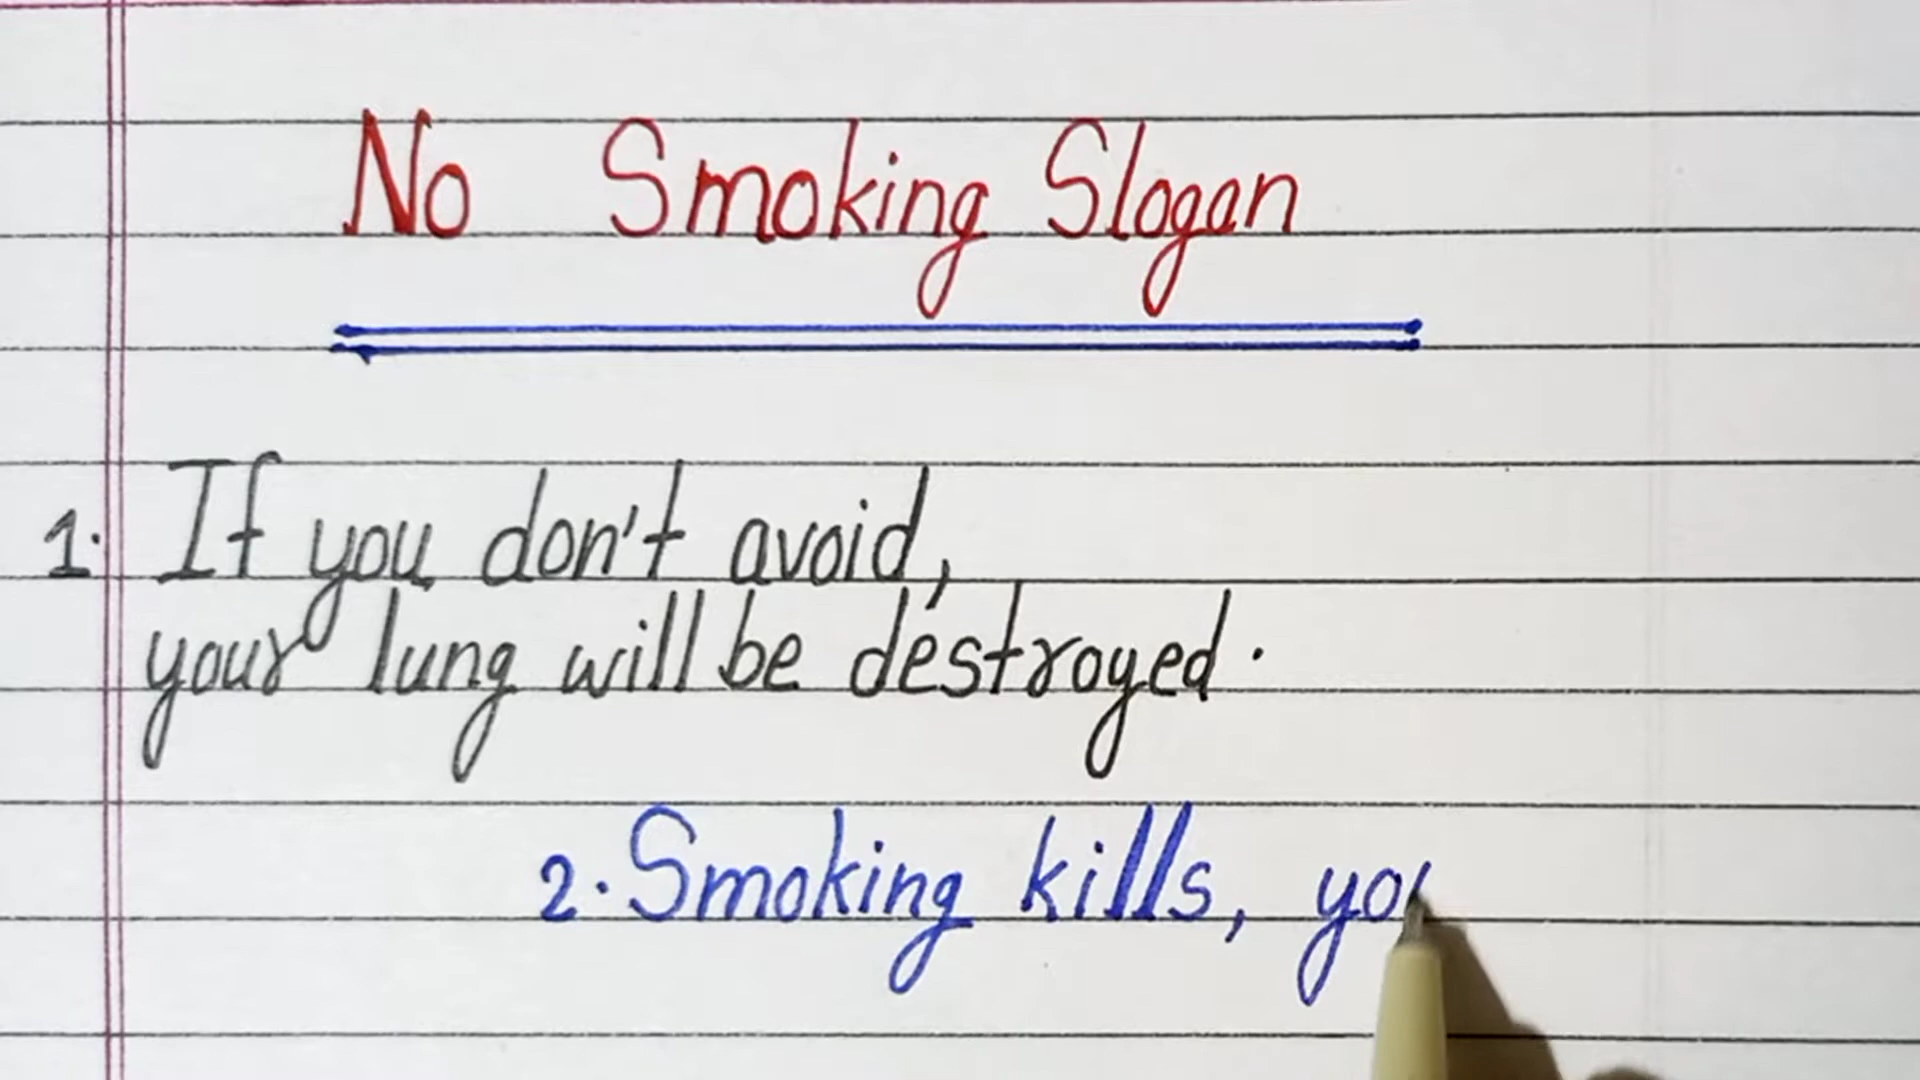 No Smoking Slogan
1. If you don't avoid,
your lung will be destroyed.
2. Smoking kills,